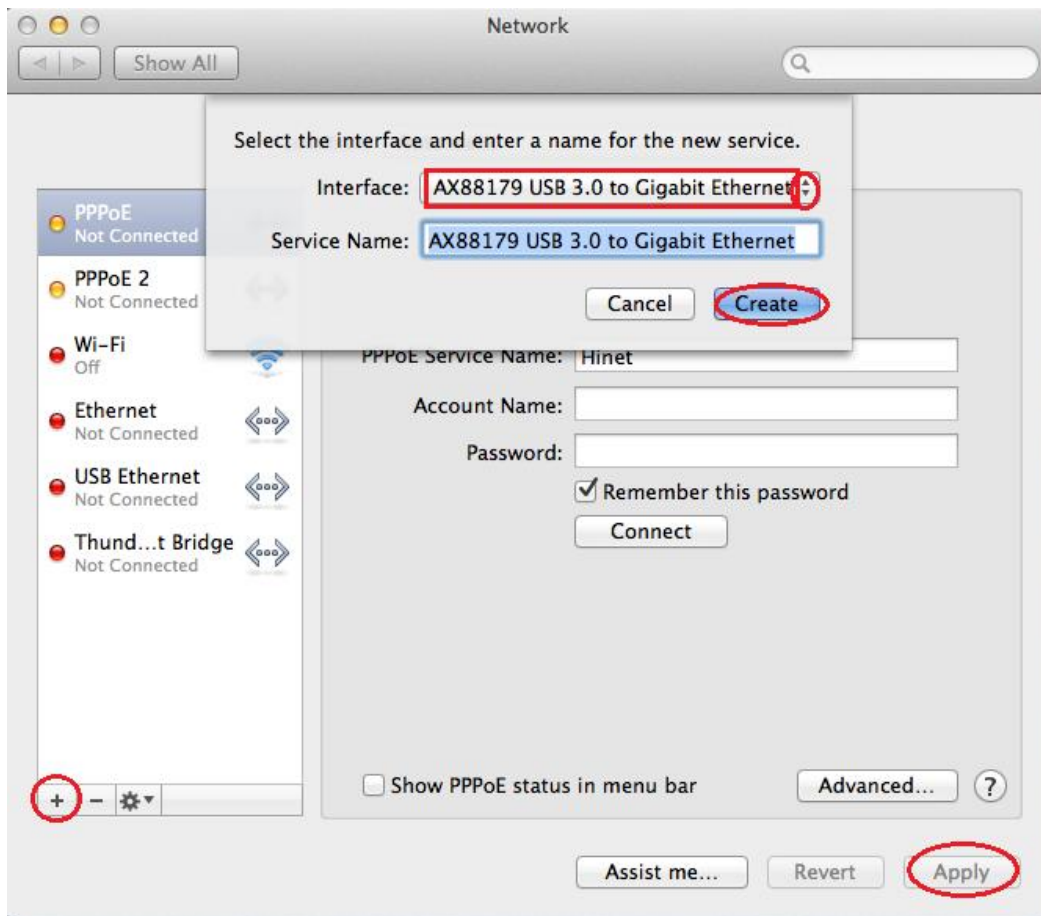 Network
Show All
Select the interface and enter a name for the new service.
Interface: AX88179 USB 3.0 to Gigabit Ethernet
Service Name: AX88179 USB 3.0 to Gigabit Ethernet
Cancel Create
PPPoE
Not Connected
PPPoE 2
Not Connected
Wi-Fi
Off
Ethernet
Not Connected
USB Ethernet
Not Connected
Thund...t Bridge
Not Connected
PPPoE Service Name: Hinet
Account Name:
Password:
Remember this password
Connect
Show PPPoE status in menu bar Advanced... ?
+ −
Assist me... Revert Apply